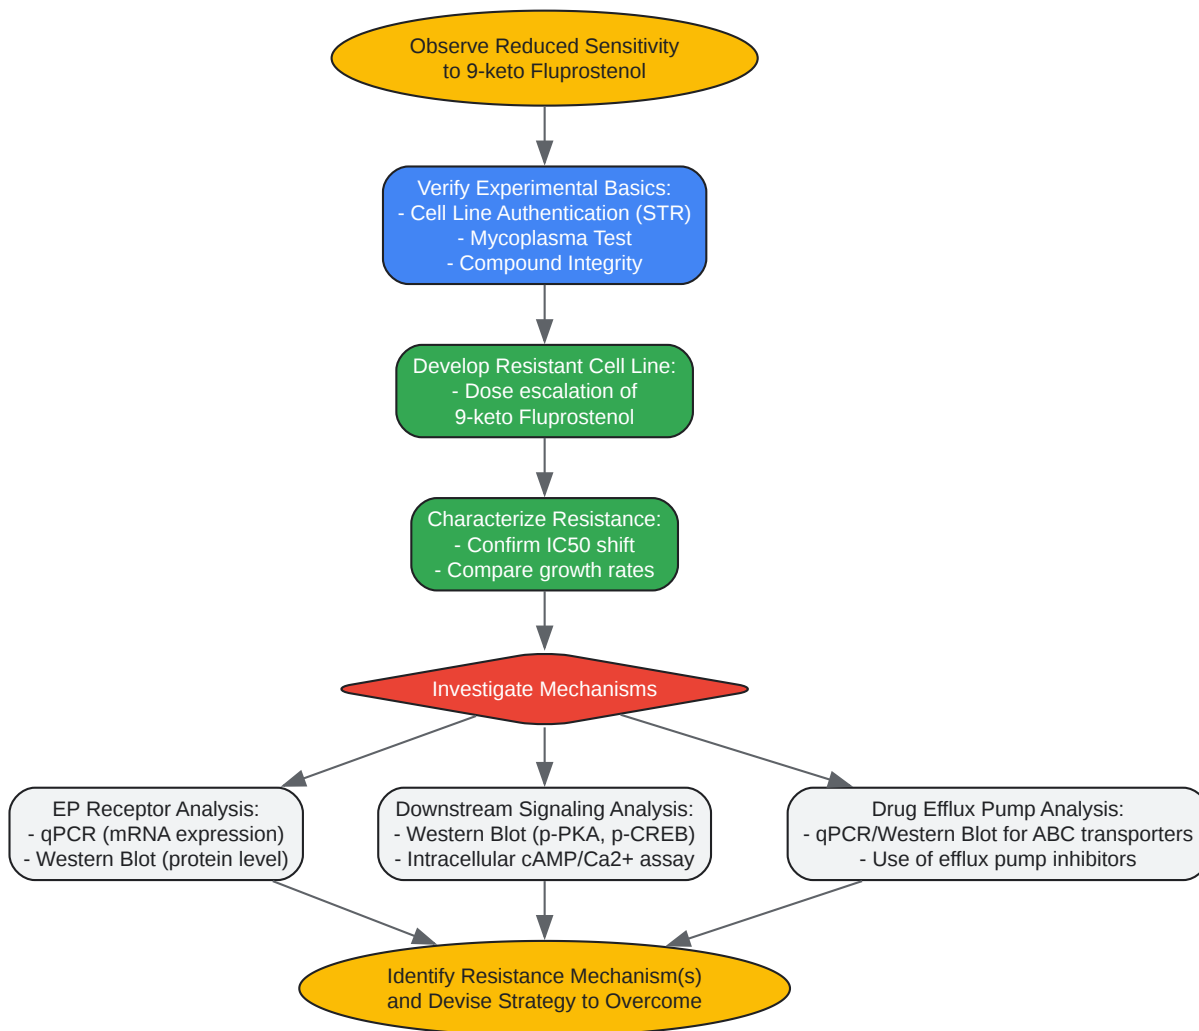 Observe Reduced Sensitivity
to 9-keto Fluprostenol
Verify Experimental Basics:
- Cell Line Authentication (STR)
- Mycoplasma Test
- Compound Integrity
Develop Resistant Cell Line:
- Dose escalation of
9-keto Fluprostenol
Characterize Resistance:
- Confirm IC50 shift
- Compare growth rates
Investigate Mechanisms
EP Receptor Analysis:
- qPCR (mRNA expression)
- Western Blot (protein level)
Downstream Signaling Analysis:
- Western Blot (p-PKA, p-CREB)
- Intracellular cAMP/Ca2+ assay
Drug Efflux Pump Analysis:
- qPCR/Western Blot for ABC transporters
- Use of efflux pump inhibitors
Identify Resistance Mechanism(s)
and Devise Strategy to Overcome